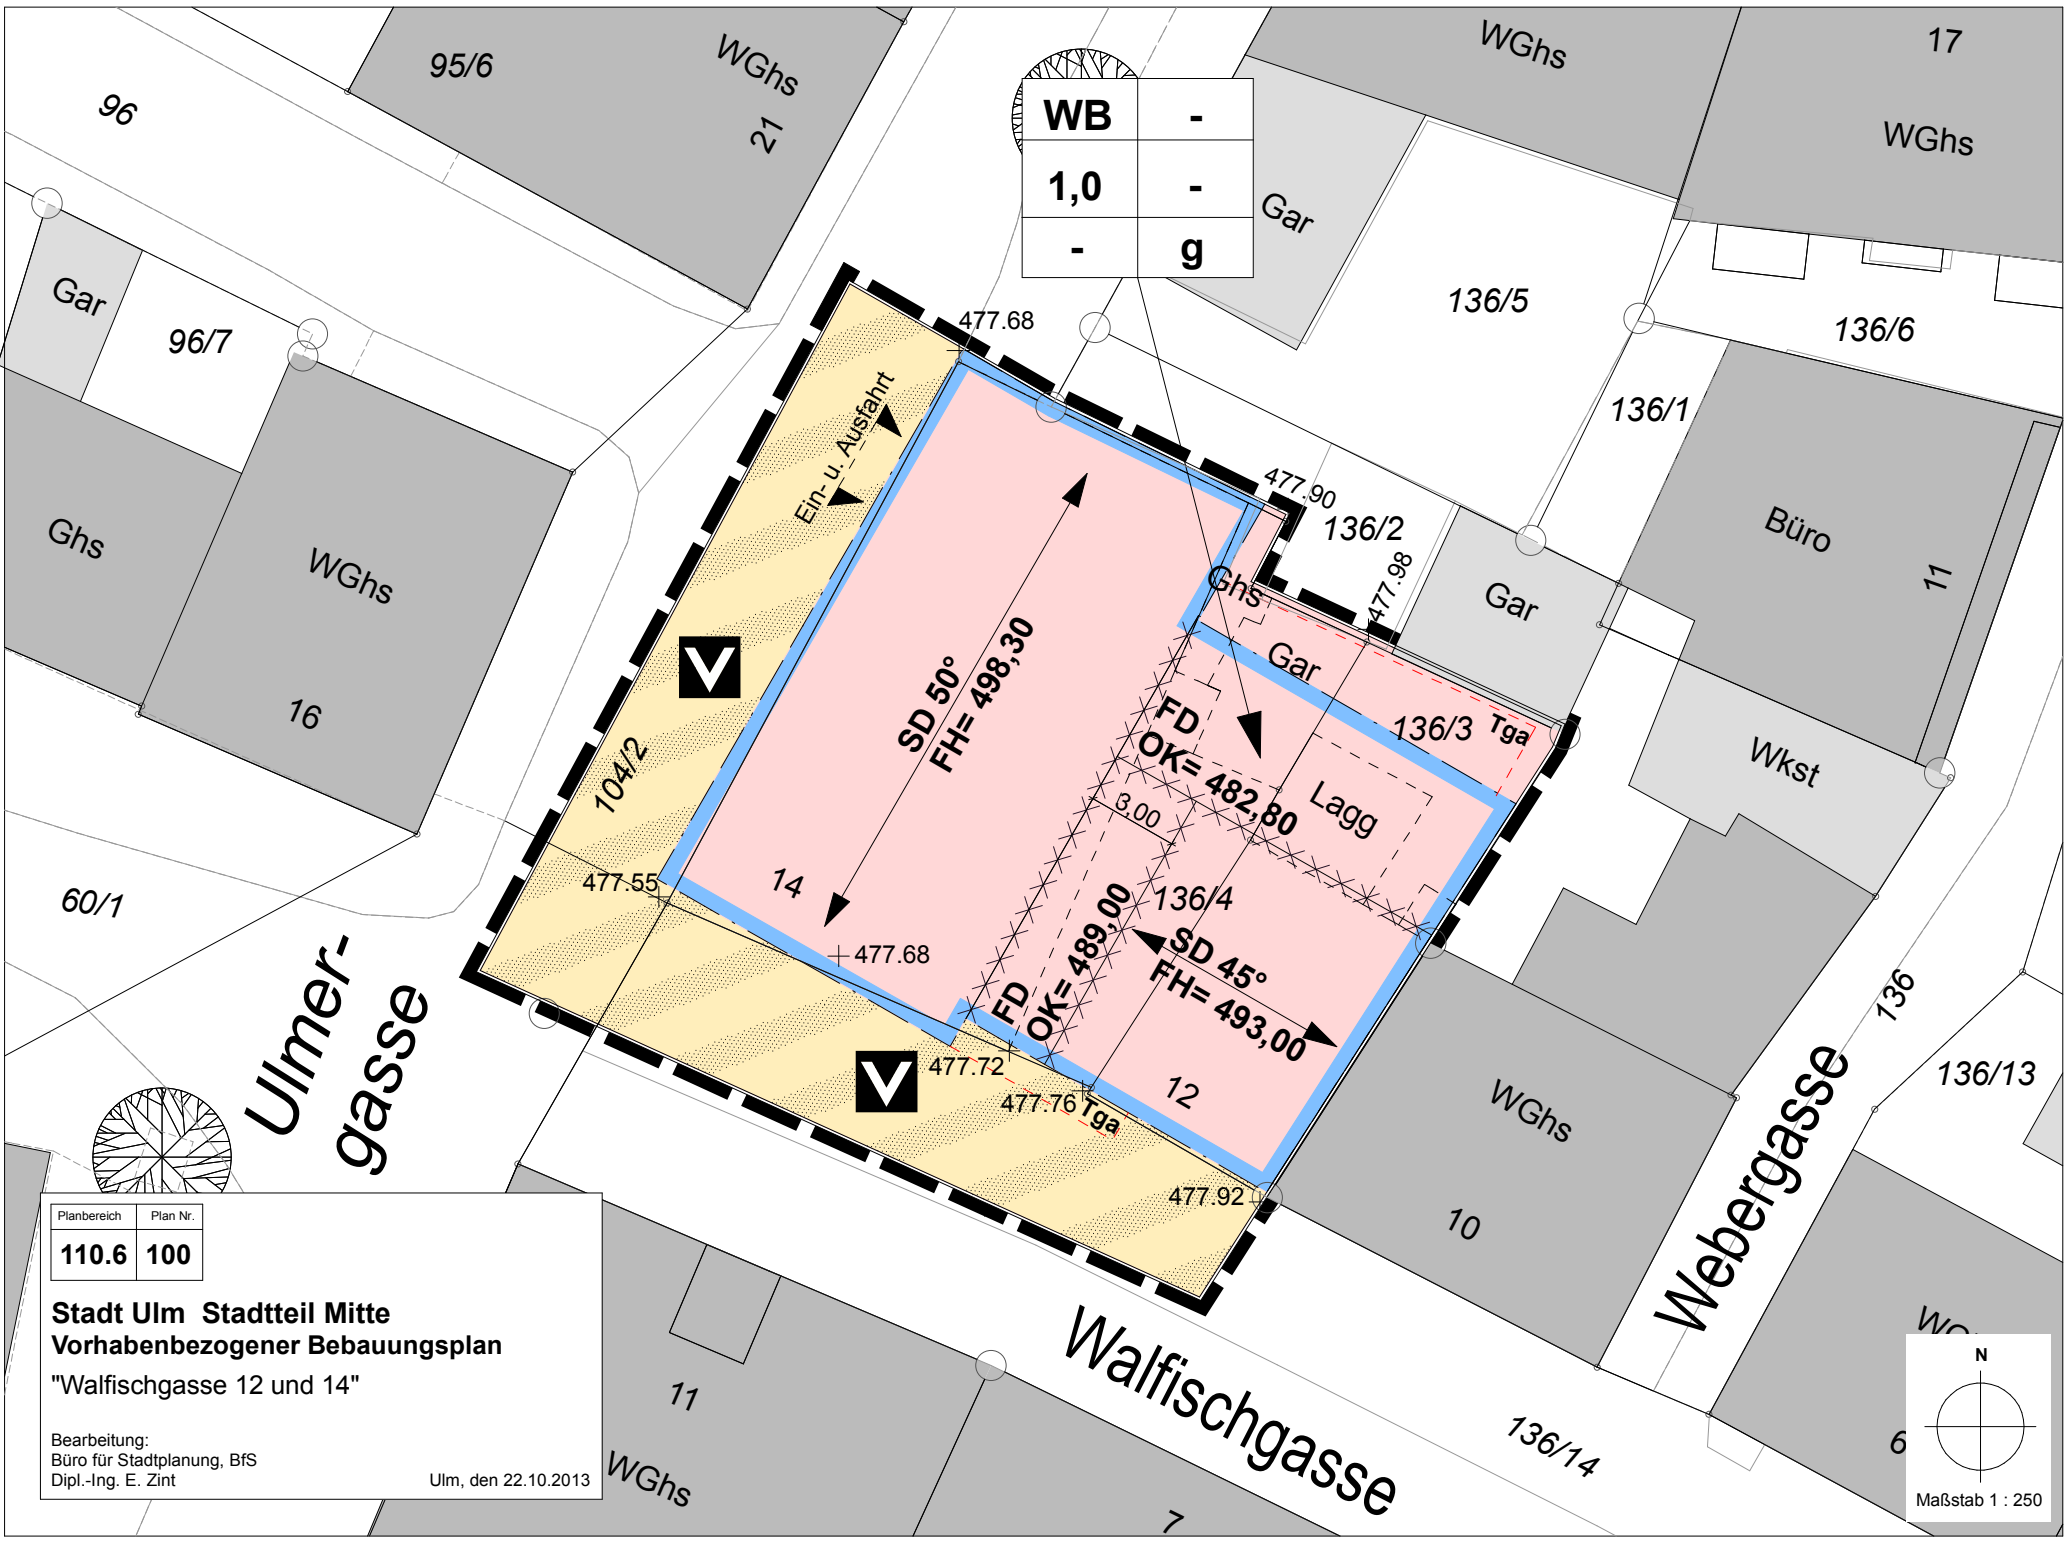 95/6
WGhs
21
96
WGhs
17
WGhs
WB -
1,0 -
- g
Gar
136/5
136/6
Gar
96/7
477.68
136/1
Ein- u. Ausfahrt
477.90
136/2
477.98
Büro
11
Ghs
WGhs
16
Ghs
Gar
Gar
SD 50°
FH= 498,30
FD
OK= 482,80
136/3
Tga
Wkst
V
104/2
Lagg
3,00
14
477.55
477.68
136/4
60/1
SD 45°
FH= 493,00
FD
OK= 489,00
136
136/13
Ulmer-
gasse
V
477.72
477.76
Tga
12
477.92
WGhs
10
Webergasse
Walfischgasse
136/14
11
WGhs
7
6
Planbereich Plan Nr.
110.6 100
Stadt Ulm Stadtteil Mitte
Vorhabenbezogener Bebauungsplan
"Walfischgasse 12 und 14"
Bearbeitung:
Büro für Stadtplanung, BfS
Dipl.-Ing. E. Zint
Ulm, den 22.10.2013
N
Maßstab 1 : 250